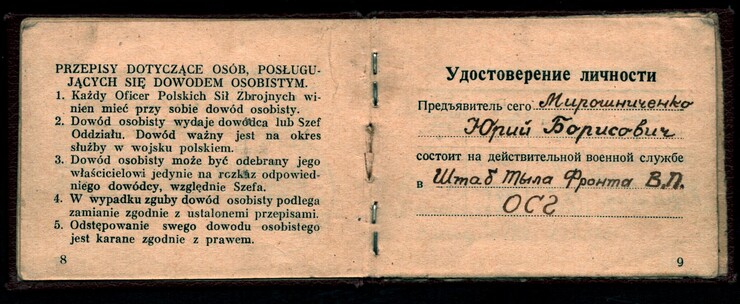 PRZEPISY DOTYCZĄCE OSÓB, POSŁUGU-
JĄCYCH SIĘ DOWODEM OSOBISTYM.
1. Każdy Oficer Polskich Sił Zbrojnych wi-
nien mieć przy sobie dowód osobisty.
2. Dowód osobisty wydaje dowódca lub Szef
Oddziału. Dowód ważny jest na okres
służby w wojsku polskiem.
3. Dowód osobisty może być odebrany jego
właścicielowi jedynie na rczkaz odpowied-
niego dowódcy, względnie Szefa.
4. W wypadku zguby dowód osobisty podlega
zamianie zgodnie z ustalonemi przepisami.
5. Odstępowanie swego dowodu osobistego
jest karane zgodnie z prawem.
8
Удостоверение личности
Предъявитель сего Мирошниченко
Юрий Борисович
состоит на действительной военной службе
в Штаб Тыла Фронта В.П.
ОСГ
9